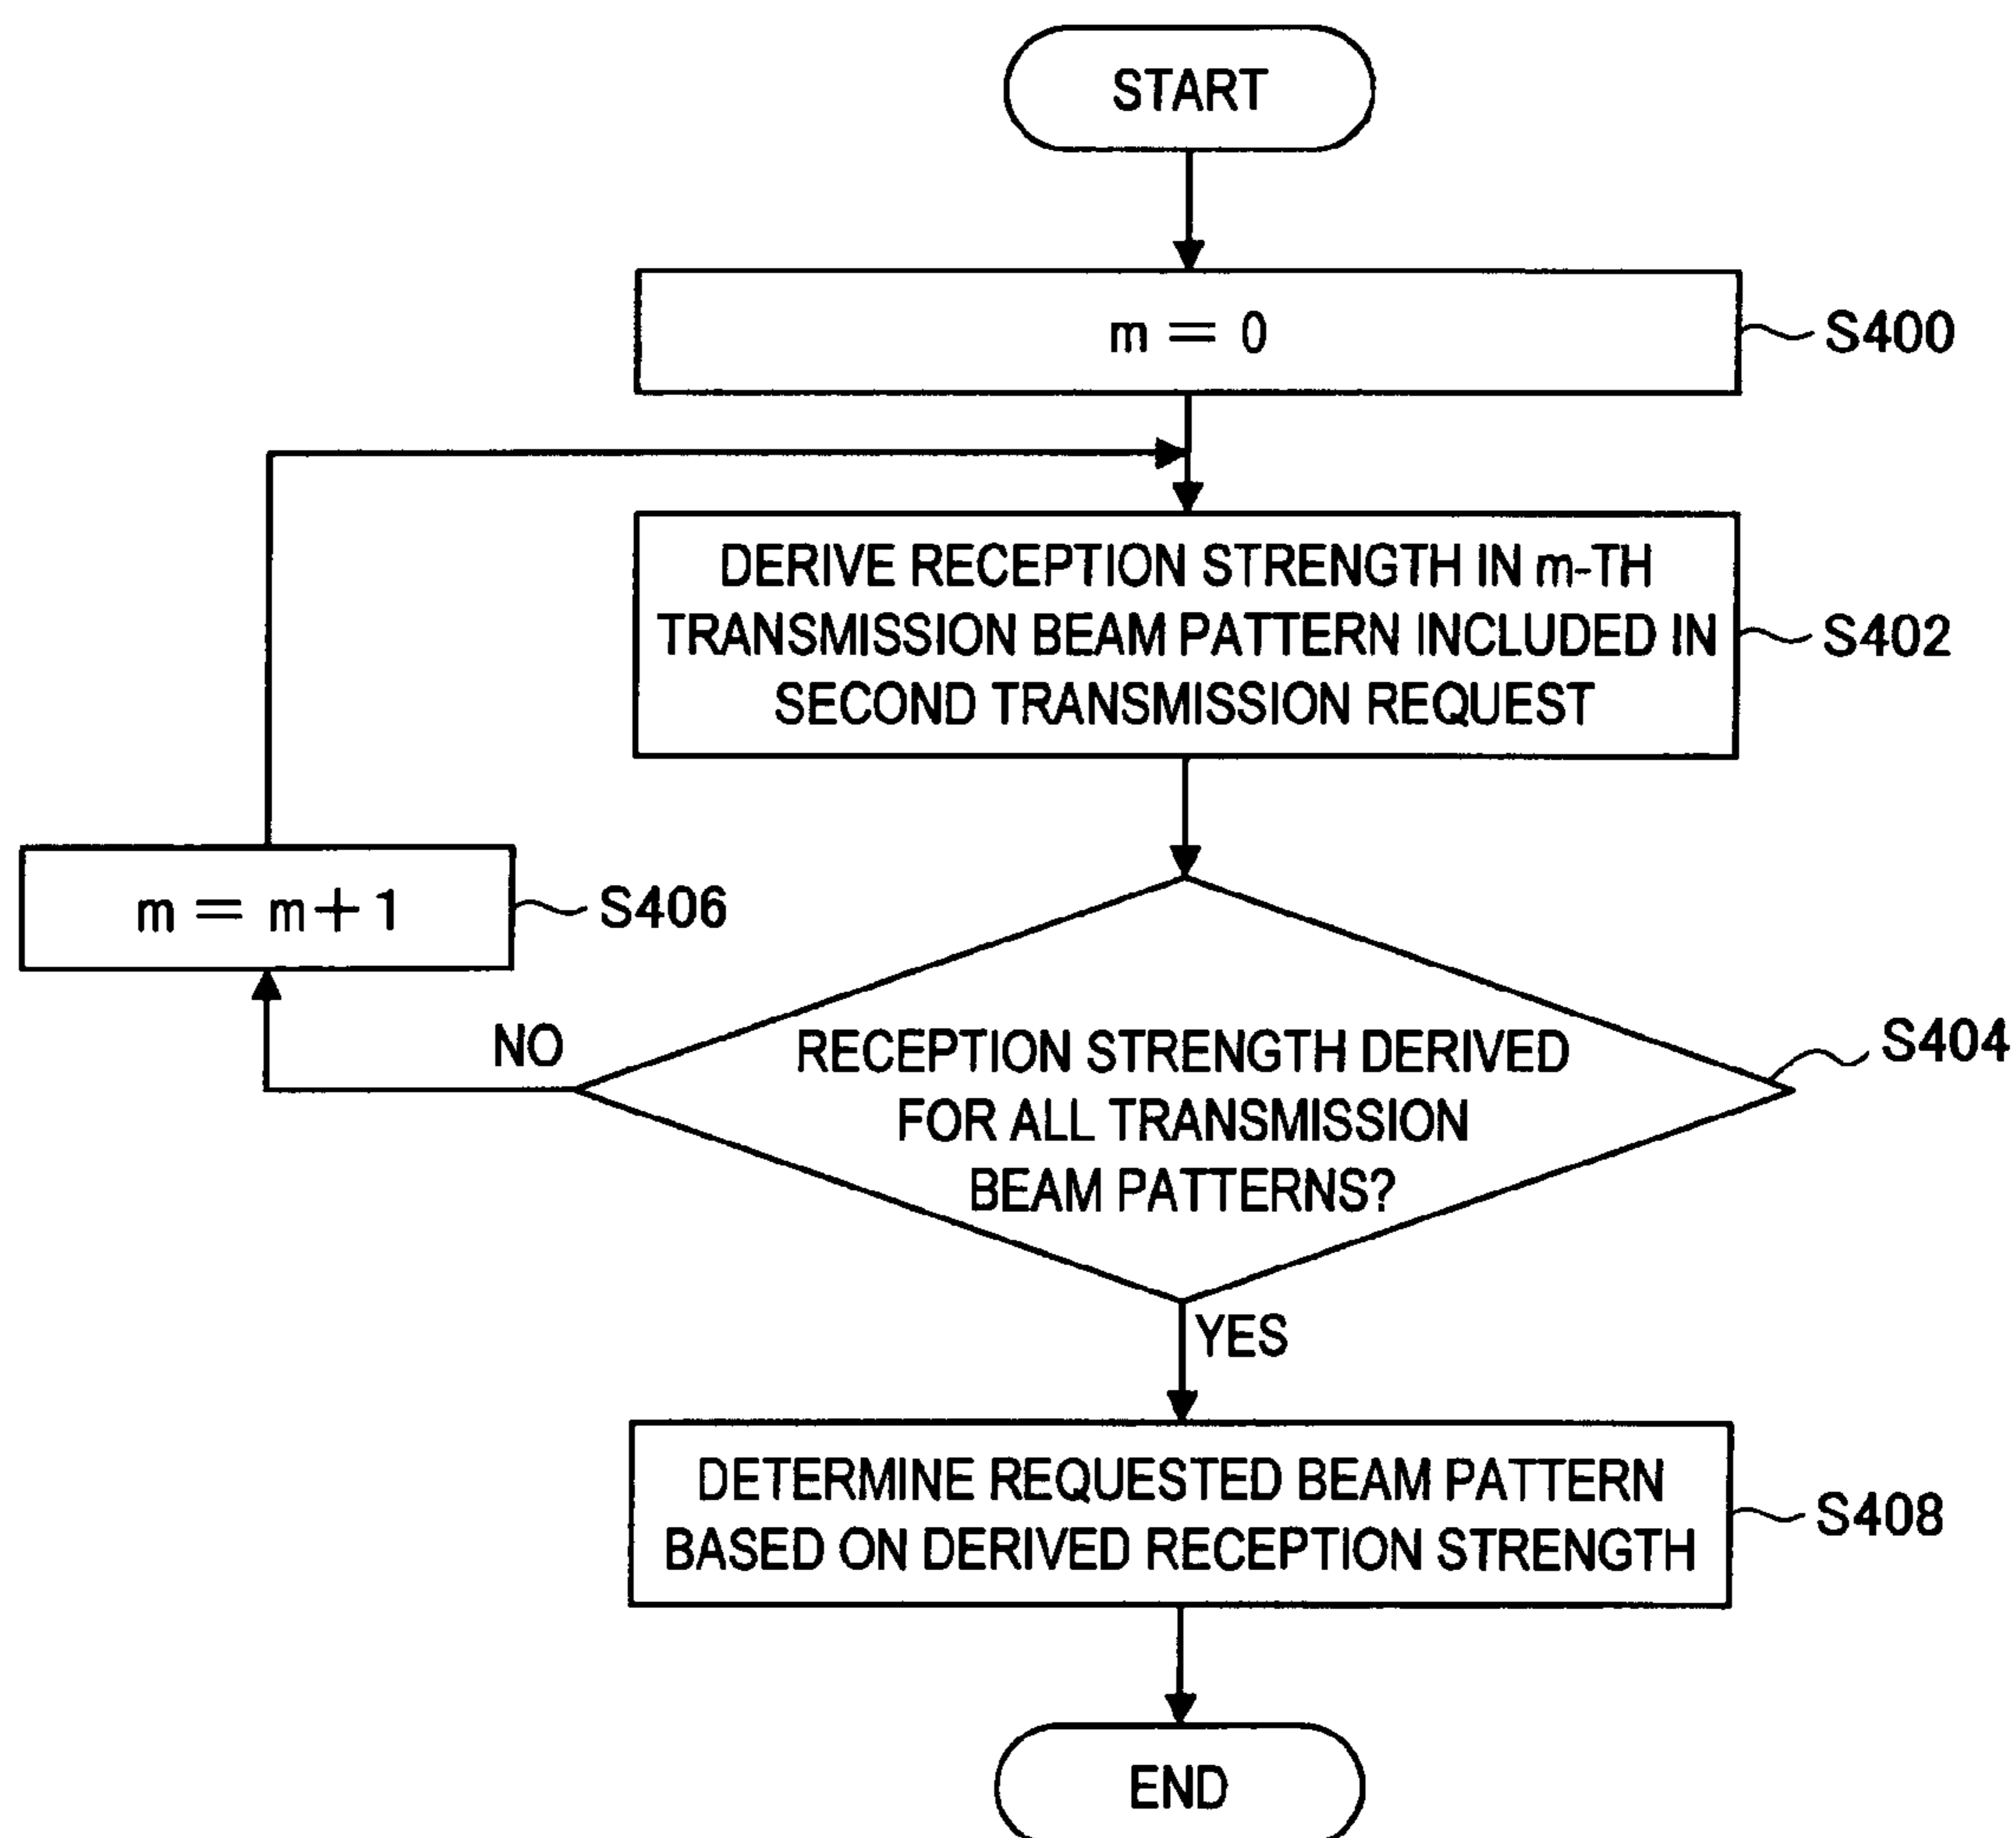 START
m = 0
S400
DERIVE RECEPTION STRENGTH IN m-TH
TRANSMISSION BEAM PATTERN INCLUDED IN
SECOND TRANSMISSION REQUEST
S402
m = m+1
S406
NO
RECEPTION STRENGTH DERIVED
FOR ALL TRANSMISSION
BEAM PATTERNS?
S404
YES
DETERMINE REQUESTED BEAM PATTERN
BASED ON DERIVED RECEPTION STRENGTH
S408
END